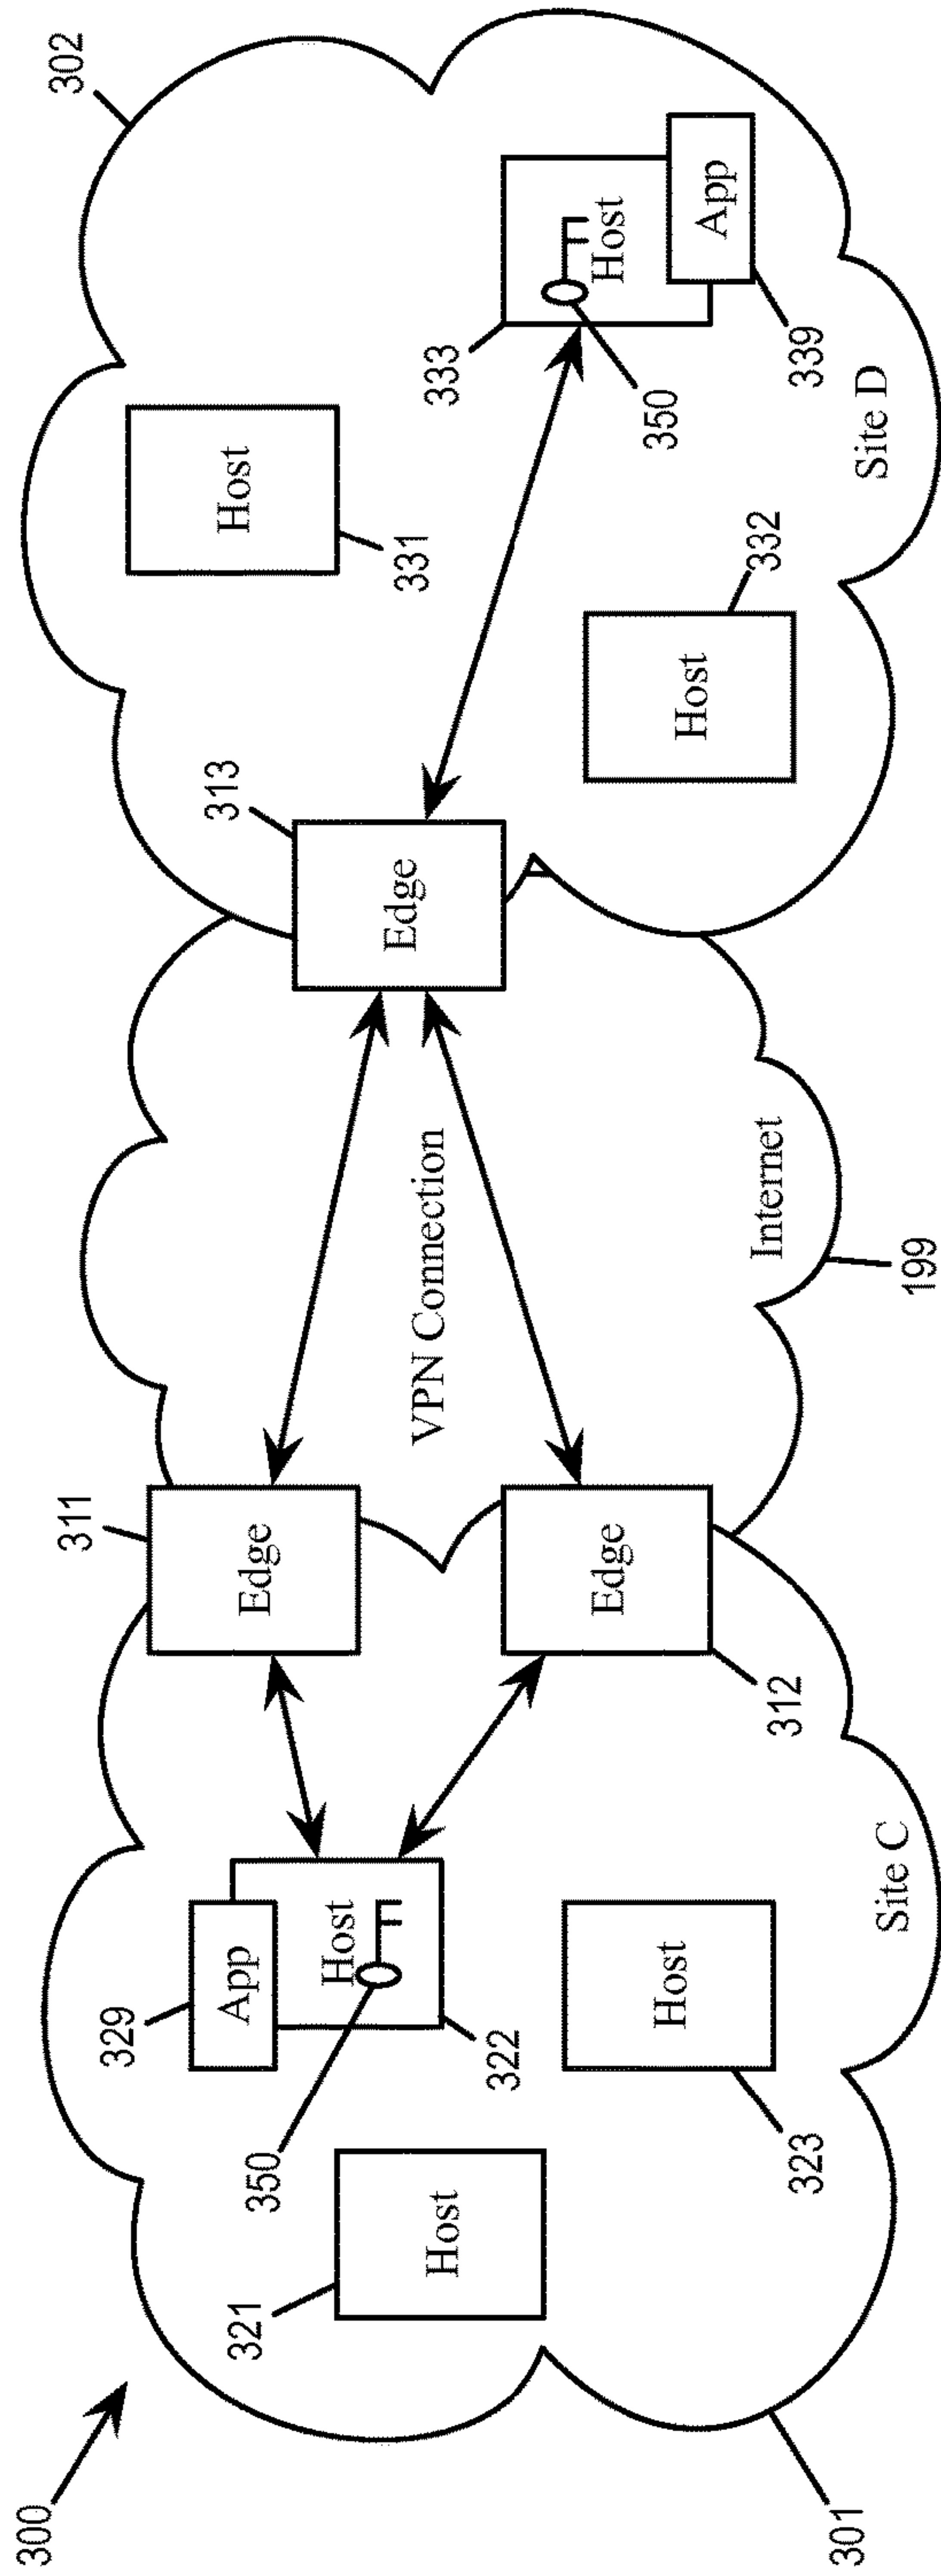 300
301
Site C
321
Host
350
329
App
Host
322
323
Host
311
Edge
Edge
312
VPN Connection
Internet
199
313
Edge
302
Site D
331
Host
332
Host
333
Host
350
App
339